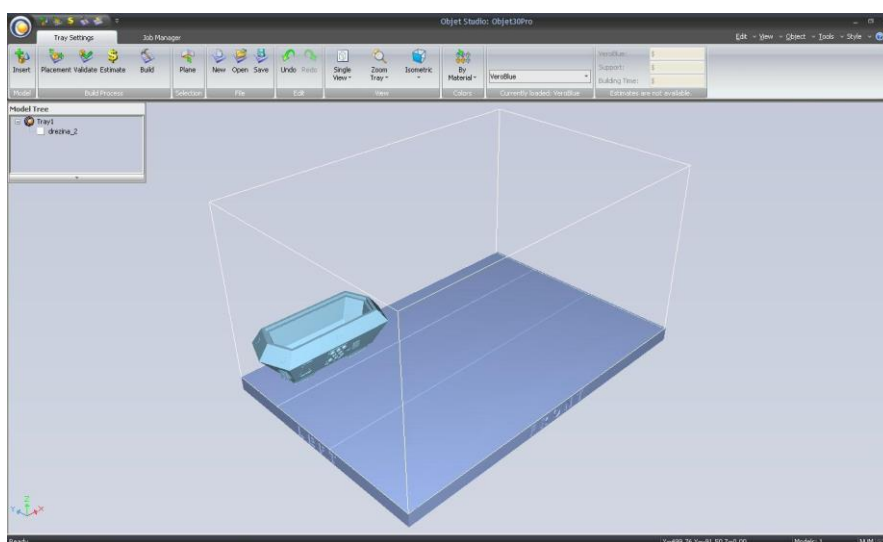 Objet Studio: Objet30Pro
Tray Settings
Job Manager
Edit
View
Object
Tools
Style
Insert
Placement
Validate
Estimate
Build
Plane
New
Open
Save
Undo
Redo
Single View
Zoom Tray
Isometric
By Material
VeroBlue
VeroBlue:
Support:
Building Time:
Model
Build Process
Selection
File
Edit
View
Colors
Currently loaded: VeroBlue
Estimates are not available.
Model Tree
Tray1
drezina_2
LEFT
FRONT
Z
Y
X
Ready
Models: 1
NUM